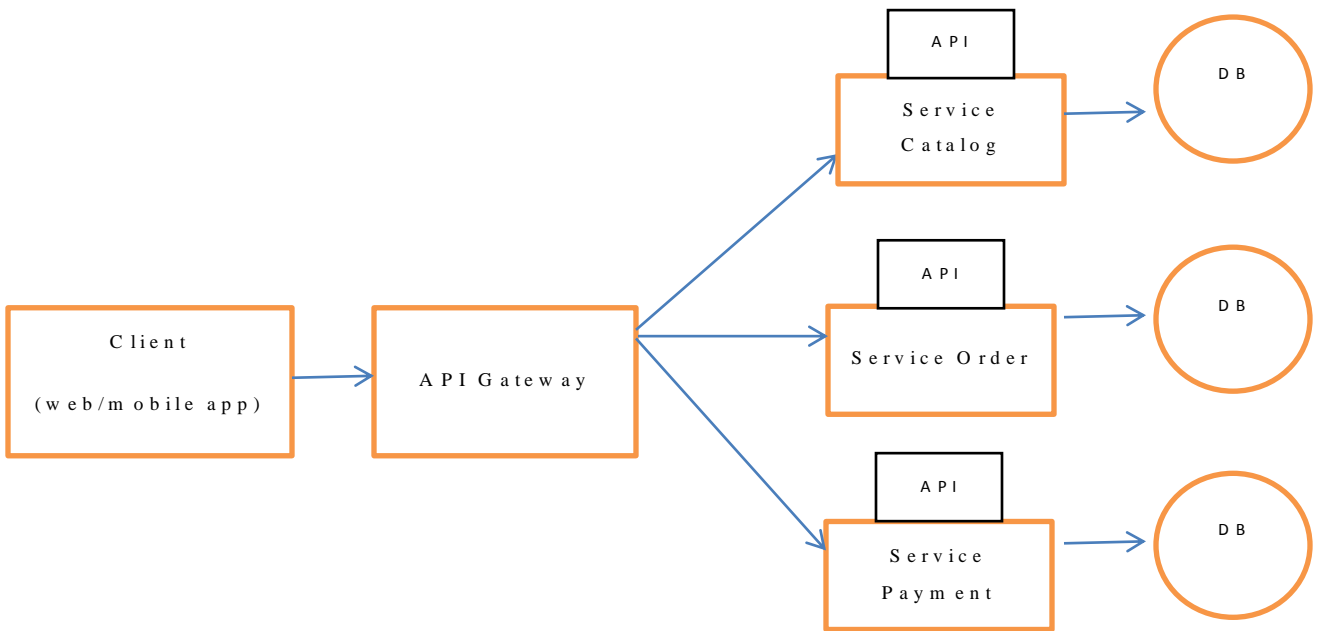 API
DB
Service
Catalog
API
DB
Service Order
Client
(web/mobile app)
API Gateway
API
DB
Service
Payment